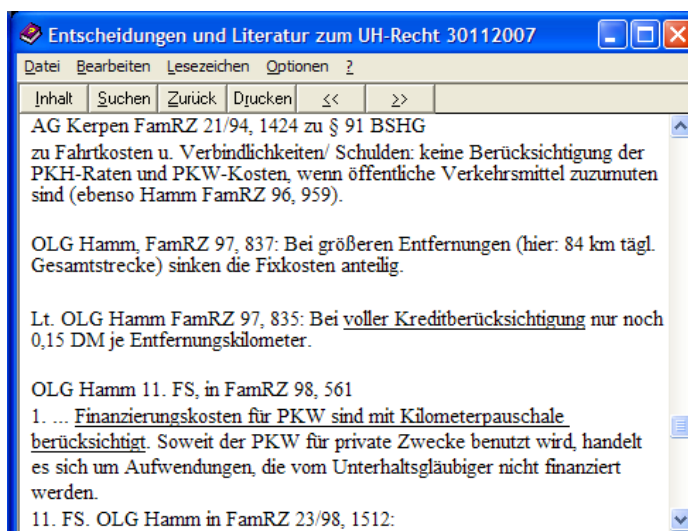 Entscheidungen und Literatur zum UH-Recht 30112007
Datei Bearbeiten Lesezeichen Optionen ?
Inhalt Suchen Zurück Drucken << >>
AG Kerpen FamRZ 21/94, 1424 zu § 91 BSHG
zu Fahrtkosten u. Verbindlichkeiten/ Schulden: keine Berücksichtigung der
PKH-Raten und PKW-Kosten, wenn öffentliche Verkehrsmittel zuzumuten
sind (ebenso Hamm FamRZ 96, 959).
OLG Hamm, FamRZ 97, 837: Bei größeren Entfernungen (hier: 84 km tägl.
Gesamtstrecke) sinken die Fixkosten anteilig.
Lt. OLG Hamm FamRZ 97, 835: Bei voller Kreditberücksichtigung nur noch
0,15 DM je Entfernungskilometer.
OLG Hamm 11. FS, in FamRZ 98, 561
1. ... Finanzierungskosten für PKW sind mit Kilometerpauschale
berücksichtigt. Soweit der PKW für private Zwecke benutzt wird, handelt
es sich um Aufwendungen, die vom Unterhaltsgläubiger nicht finanziert
werden.
11. FS. OLG Hamm in FamRZ 23/98, 1512: